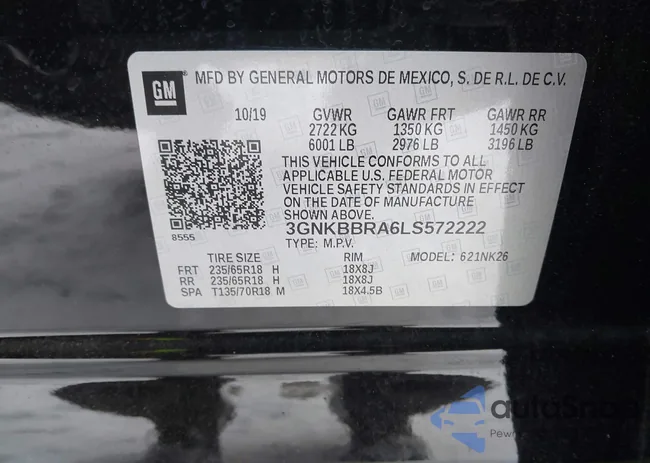 GM MFD BY GENERAL MOTORS DE MEXICO, S. DE R.L. DE C.V.
10/19 GVWR GAWR FRT GAWR RR
2722 KG 1350 KG 1450 KG
6001 LB 2976 LB 3196 LB
THIS VEHICLE CONFORMS TO ALL
APPLICABLE U.S. FEDERAL MOTOR
VEHICLE SAFETY STANDARDS IN EFFECT
ON THE DATE OF MANUFACTURE
SHOWN ABOVE.
8555 3GNKBBRA6LS572222
TYPE: M.P.V. MODEL: 621NK26
TIRE SIZE RIM
FRT 235/65R18 H 18X8J
RR 235/65R18 H 18X8J
SPA T135/70R18 M 18X4.5B